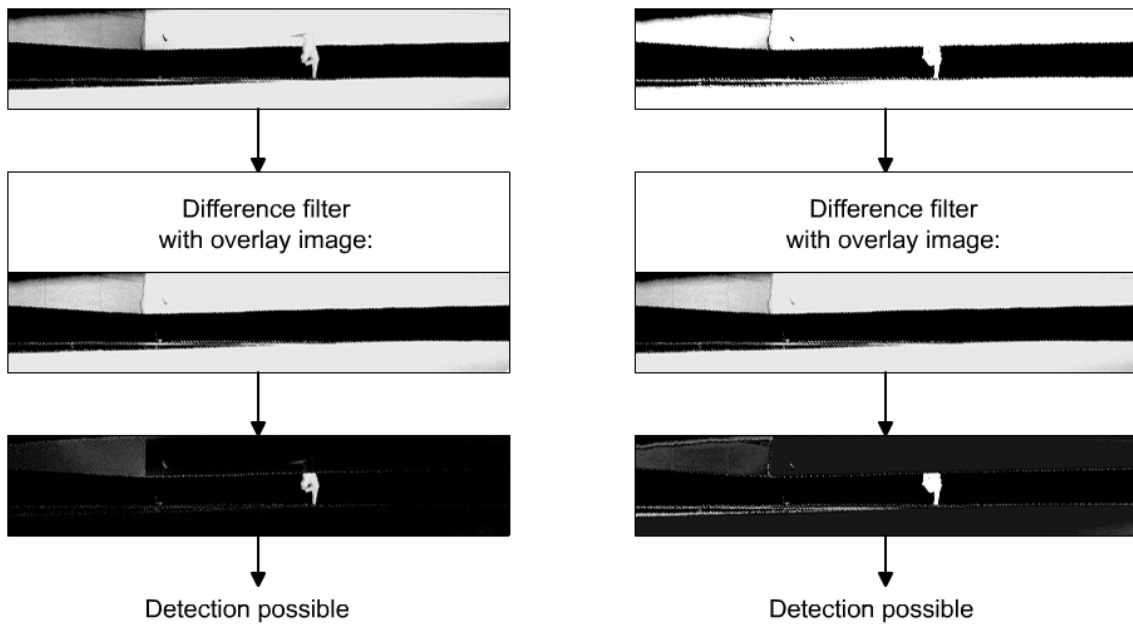 Difference filter
with overlay image:
Difference filter
with overlay image:
Detection possible
Detection possible